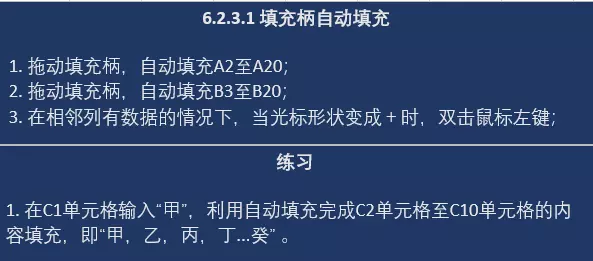 6.2.3.1 填充柄自动填充
1. 拖动填充柄，自动填充A2至A20；
2. 拖动填充柄，自动填充B3至B20；
3. 在相邻列有数据的情况下，当光标形状变成 + 时，双击鼠标左键；
练习
1. 在C1单元格输入“甲”，利用自动填充完成C2单元格至C10单元格的内
容填充，即“甲，乙，丙，丁...癸” 。